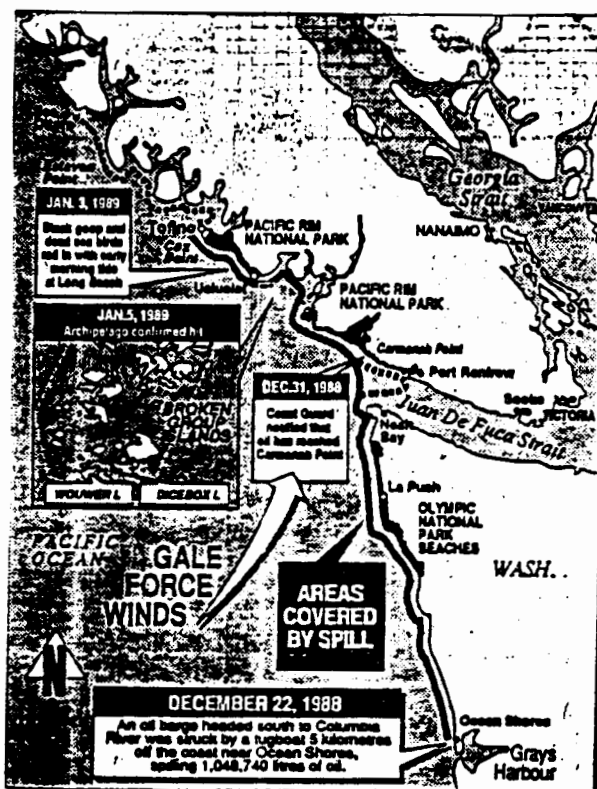 Georgia
Strait
VANCOUVER
NANAIMO
JAN. 3, 1989
Black goop and
dead sea birds
early
morning tide
at Long Beach
Tofino
Cox
Point
PACIFIC RIM
NATIONAL PARK
Ucluelet
PACIFIC RIM
NATIONAL PARK
JAN. 5, 1989
Archipelago confirmed hit
BROKEN
GROUP
LANDS
WOUWER I.
DICEBOX I.
Carmanah Point
Port Renfrew
DEC. 31, 1988
Coast Guard
notified that
oil has reached
Carmanah Point
Sooke
VICTORIA
Juan De Fuca Strait
Neah
Bay
La Push
OLYMPIC
NATIONAL
PARK
BEACHES
PACIFIC
OCEAN
GALE
FORCE
WINDS
AREAS
COVERED
BY SPILL
WASH.
N
DECEMBER 22, 1988
An oil barge headed south to Columbia
River was struck by a tugboat 5 kilometres
off the coast near Ocean Shores,
spilling 1,048,740 litres of oil.
Ocean Shores
Grays
Harbour